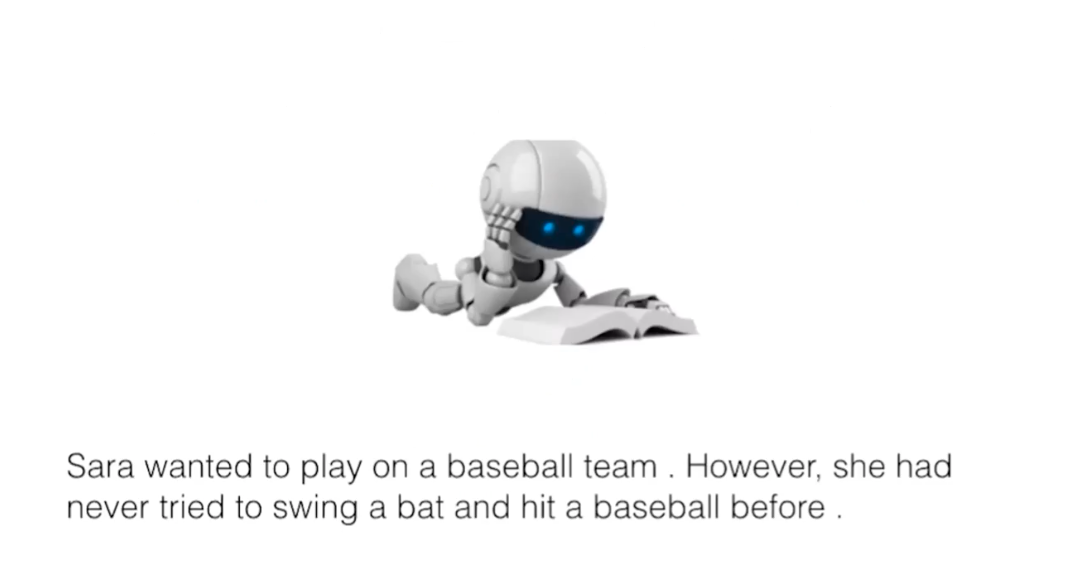 Sara wanted to play on a baseball team . However, she had
never tried to swing a bat and hit a baseball before .